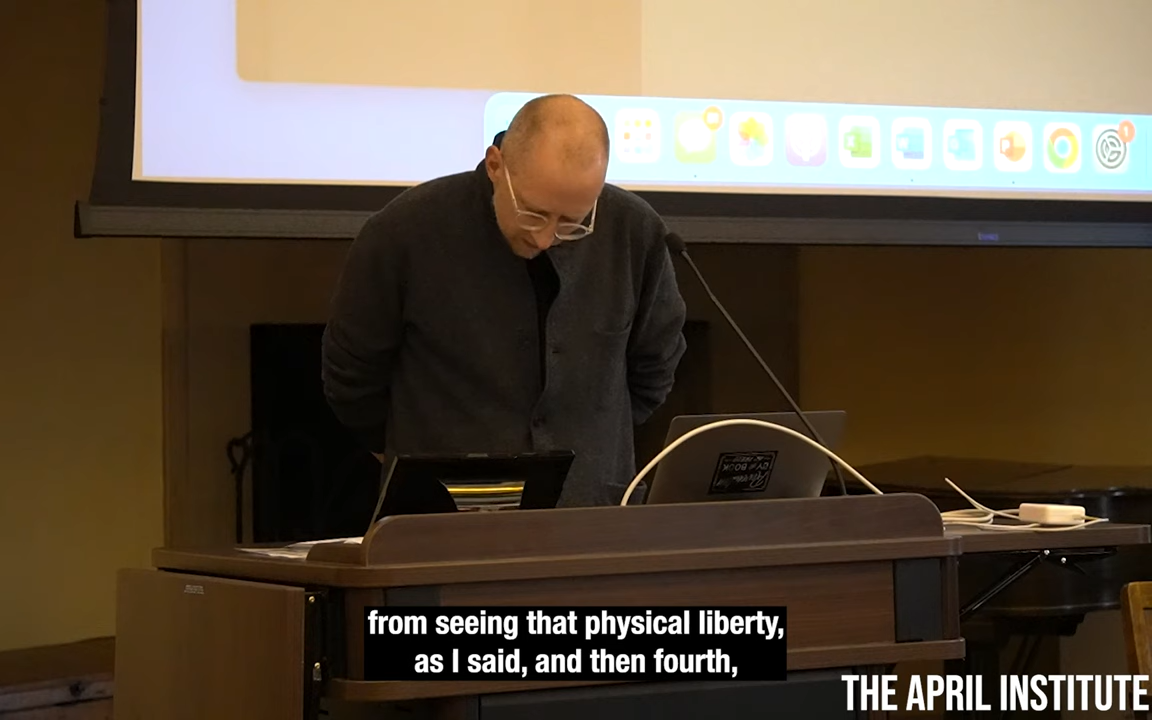 from seeing that physical liberty,
as I said, and then fourth,
THE APRIL INSTITUTE